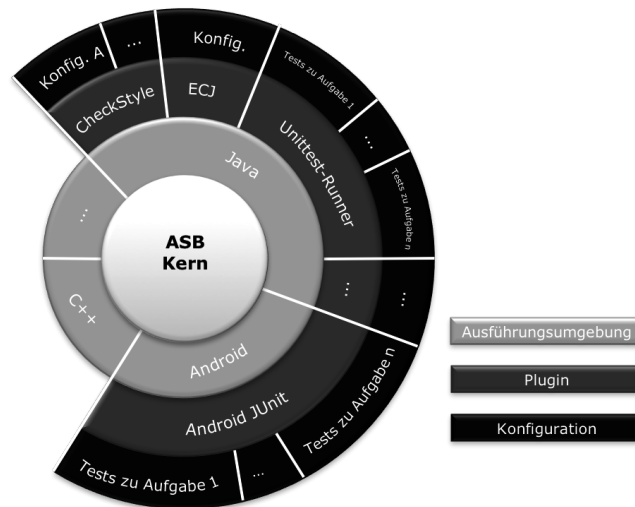 Konfig. A
...
Konfig.
Tests zu Aufgabe 1
...
Tests zu Aufgabe n
...
Tests zu Aufgabe n
...
Tests zu Aufgabe 1
CheckStyle
ECJ
Unittest-Runner
...
Android JUnit
Java
...
C++
Android
ASB
Kern
Ausführungsumgebung
Plugin
Konfiguration